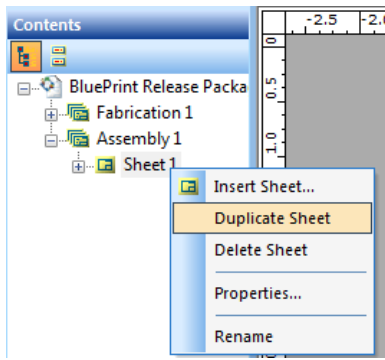 Contents
-2.5
-2.0
0
BluePrint Release Packa
0.5
Fabrication 1
Assembly 1
1.0
Sheet 1
Insert Sheet...
Duplicate Sheet
Delete Sheet
Properties...
Rename